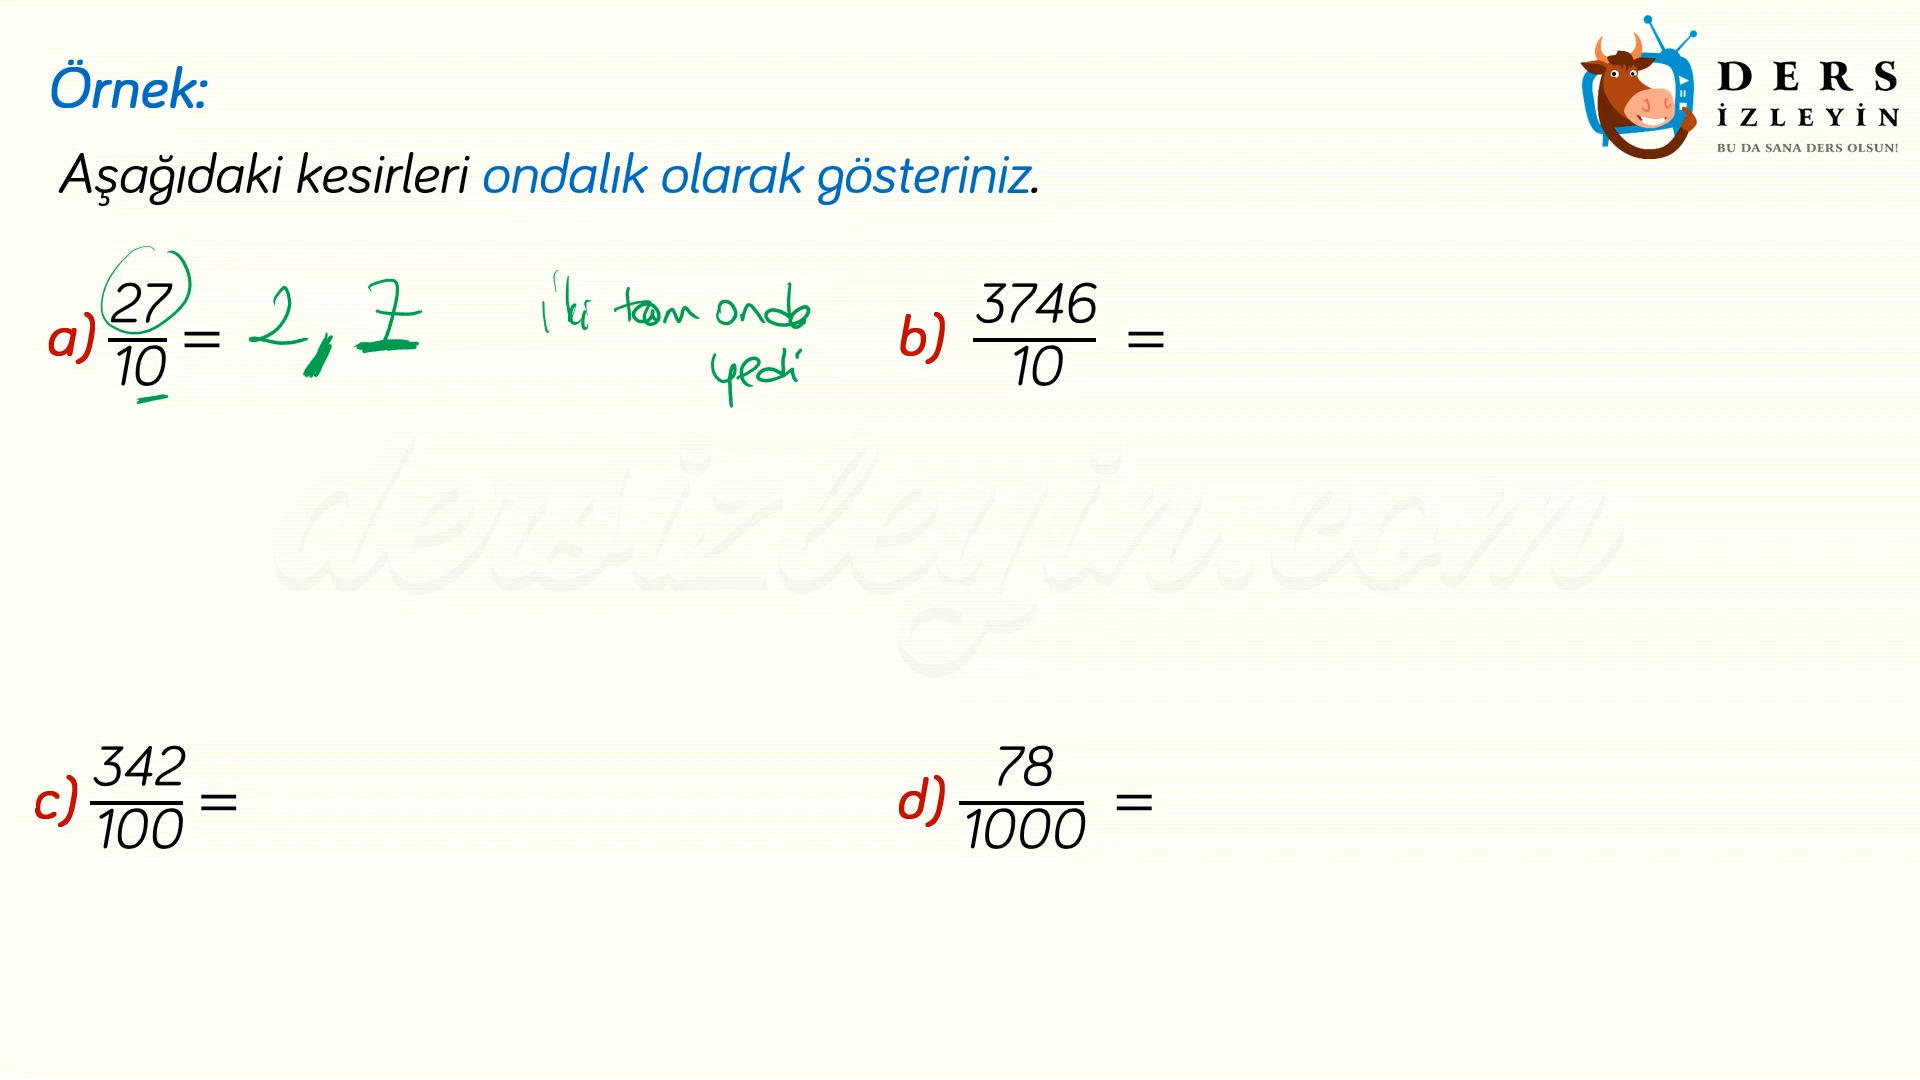 Örnek:
DERS
İZLEYİN
BU DA SANA DERS OLSUN!
Aşağıdaki kesirleri ondalık olarak gösteriniz.
a) 27/10 = 2,7 iki tam onda
yedi
b) 3746/10 =
dersizleyin.com
c) 342/100 =
d) 78/1000 =